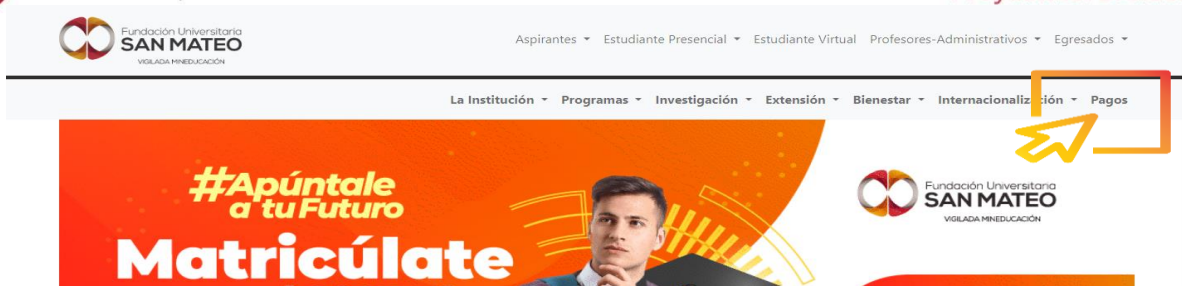 Fundación Universitaria
SAN MATEO
VIGILADA MINEDUCACIÓN
Aspirantes Estudiante Presencial Estudiante Virtual Profesores-Administrativos Egresados
La Institución Programas Investigación Extensión Bienestar Internacionalización Pagos
#Apúntale
a tu Futuro
Matricúlate
Fundación Universitaria
SAN MATEO
VIGILADA MINEDUCACIÓN